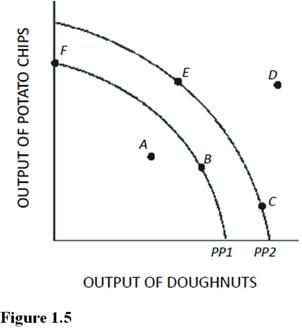 OUTPUT OF POTATO CHIPS
F
E
D
A
B
C
PP1 PP2
OUTPUT OF DOUGHNUTS
Figure 1.5